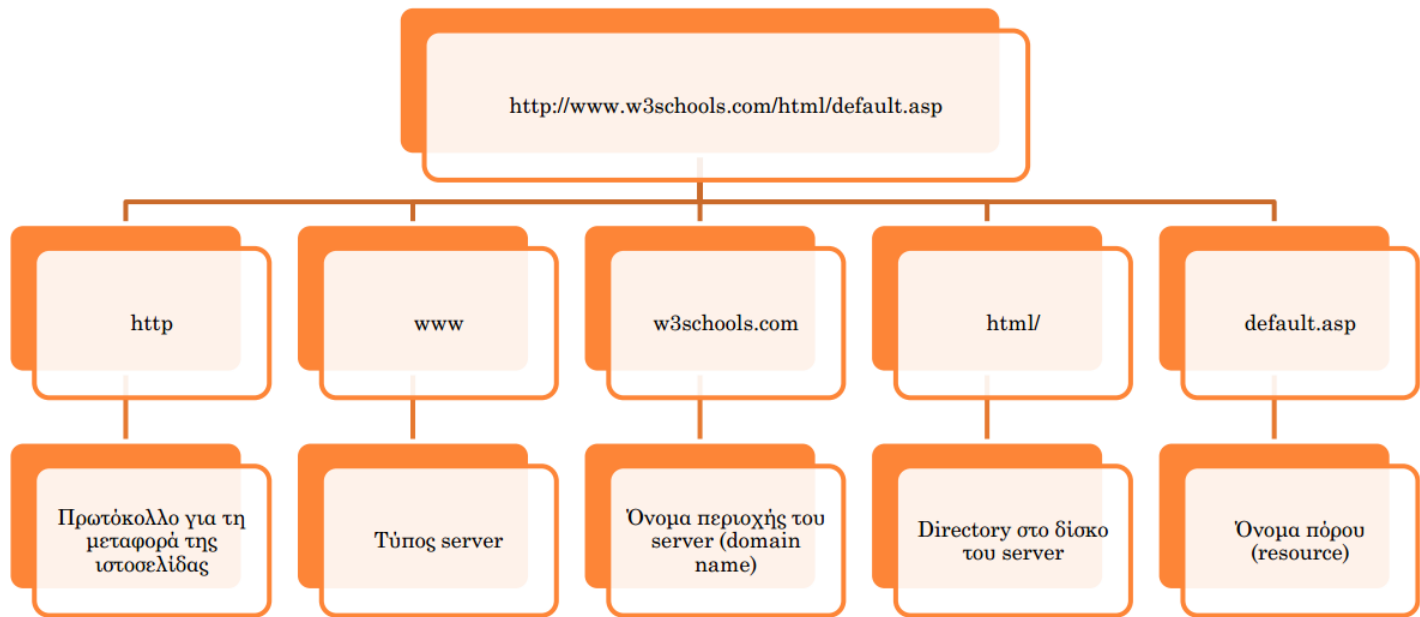 http://www.w3schools.com/html/default.asp
http
www
w3schools.com
html/
default.asp
Πρωτόκολλο για τη
μεταφορά της
ιστοσελίδας
Τύπος server
Όνομα περιοχής του
server (domain
name)
Directory στο δίσκο
του server
Όνομα πόρου
(resource)